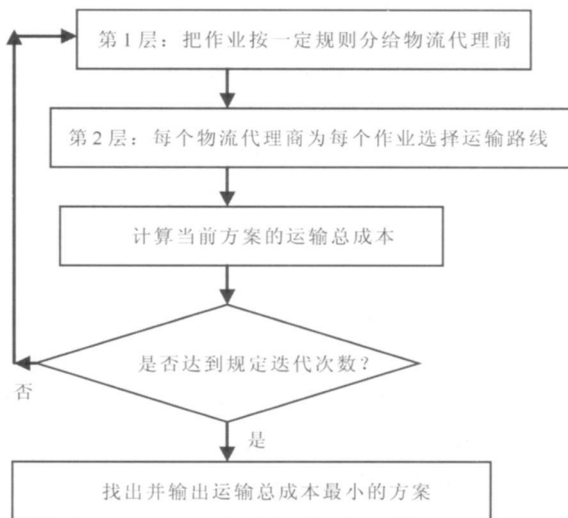 第1层：把作业按一定规则分给物流代理商
第2层：每个物流代理商为每个作业选择运输路线
计算当前方案的运输总成本
是否达到规定迭代次数？
否
是
找出并输出运输总成本最小的方案